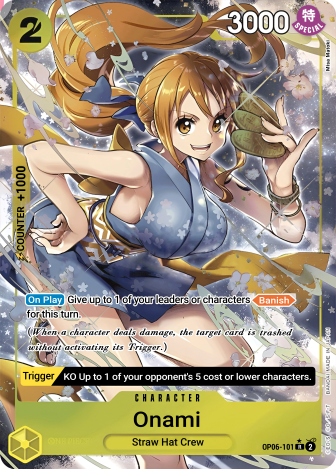 2
3000
特
SPECIAL
COUNTER +1000
On Play Give up to 1 of your leaders or characters Banish
for this turn.
(When a character deals damage, the target card is trashed
without activating its Trigger.)
Trigger KO Up to 1 of your opponent's 5 cost or lower characters.
CHARACTER
Onami
Straw Hat Crew
OP06-101 R 2